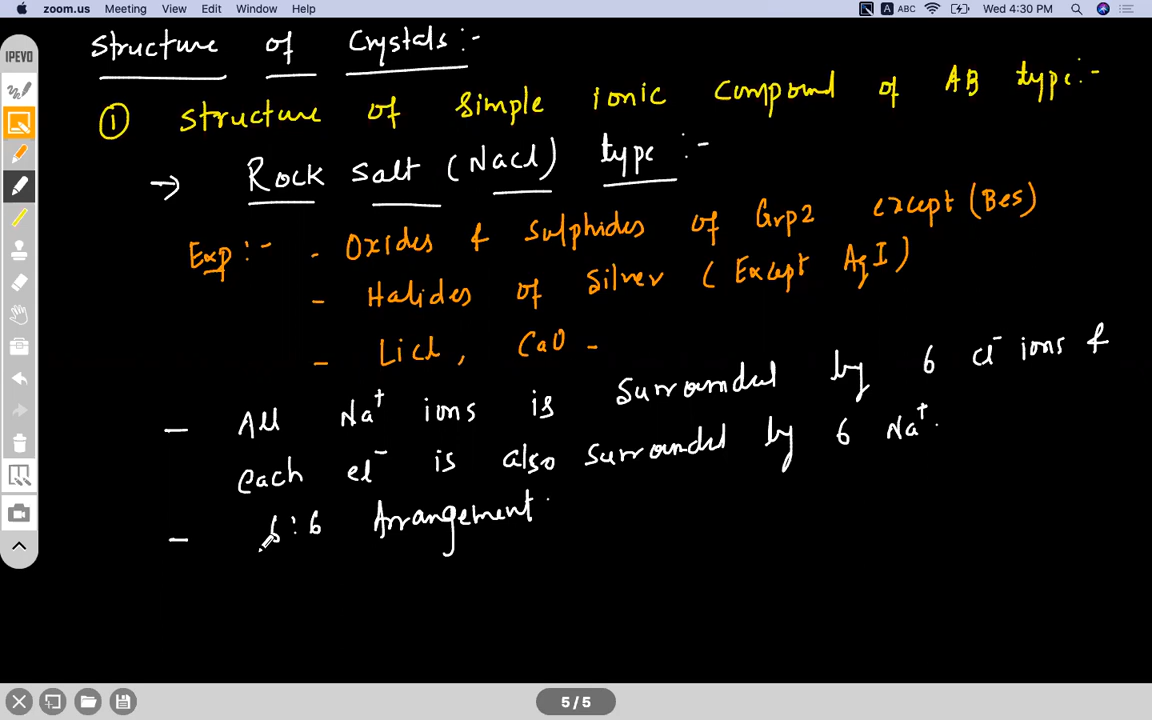 zoom.us Meeting View Edit Window Help A ABC Wed 4:30 PM
IPEVO
Structure of Crystals:-
① Structure of Simple ionic Compound of AB type:-
→ Rock Salt (NaCl) type :-
Exp:- - Oxides & Sulphides of Grp2 except (BeS)
- Halides of Silver (Except AgI)
- LiCl, CaO -
- All Na⁺ ions is Surrounded by 6 Cl⁻ ions &
each Cl⁻ is also Surrounded by 6 Na⁺.
- 6:6 Arrangement.
5/5